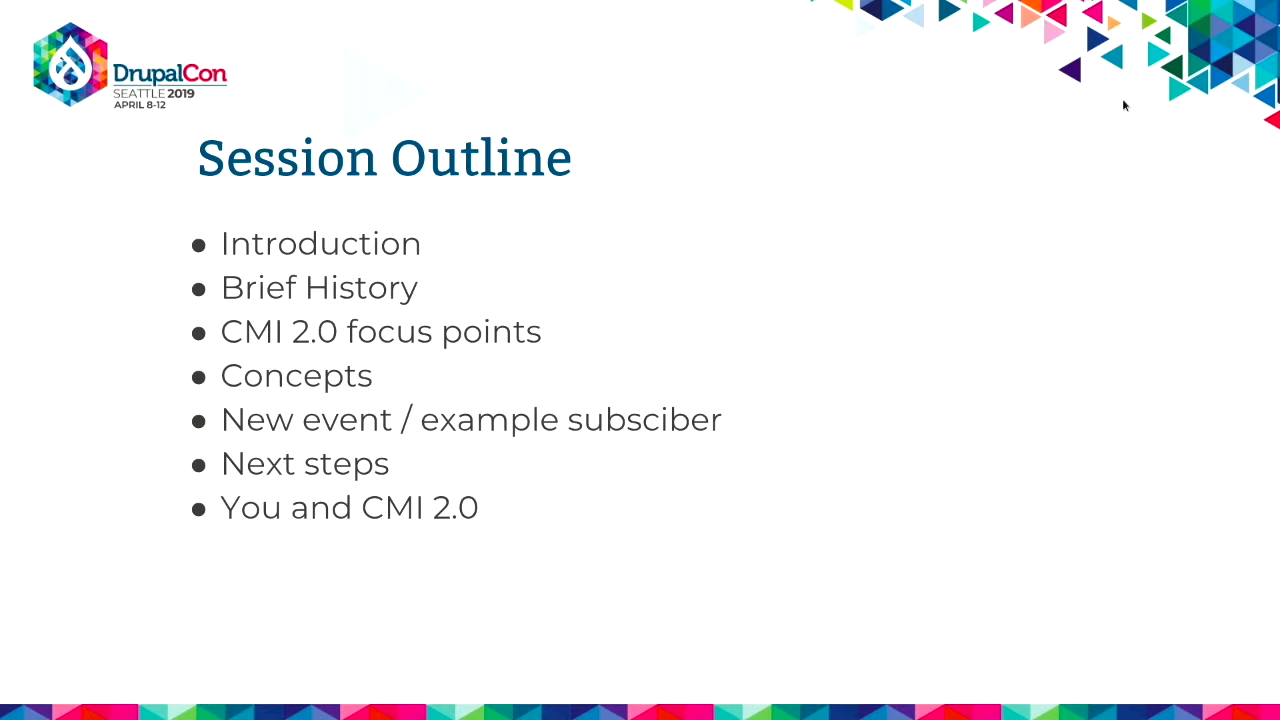 DrupalCon
SEATTLE 2019
APRIL 8-12
Session Outline
● Introduction
● Brief History
● CMI 2.0 focus points
● Concepts
● New event / example subsciber
● Next steps
● You and CMI 2.0